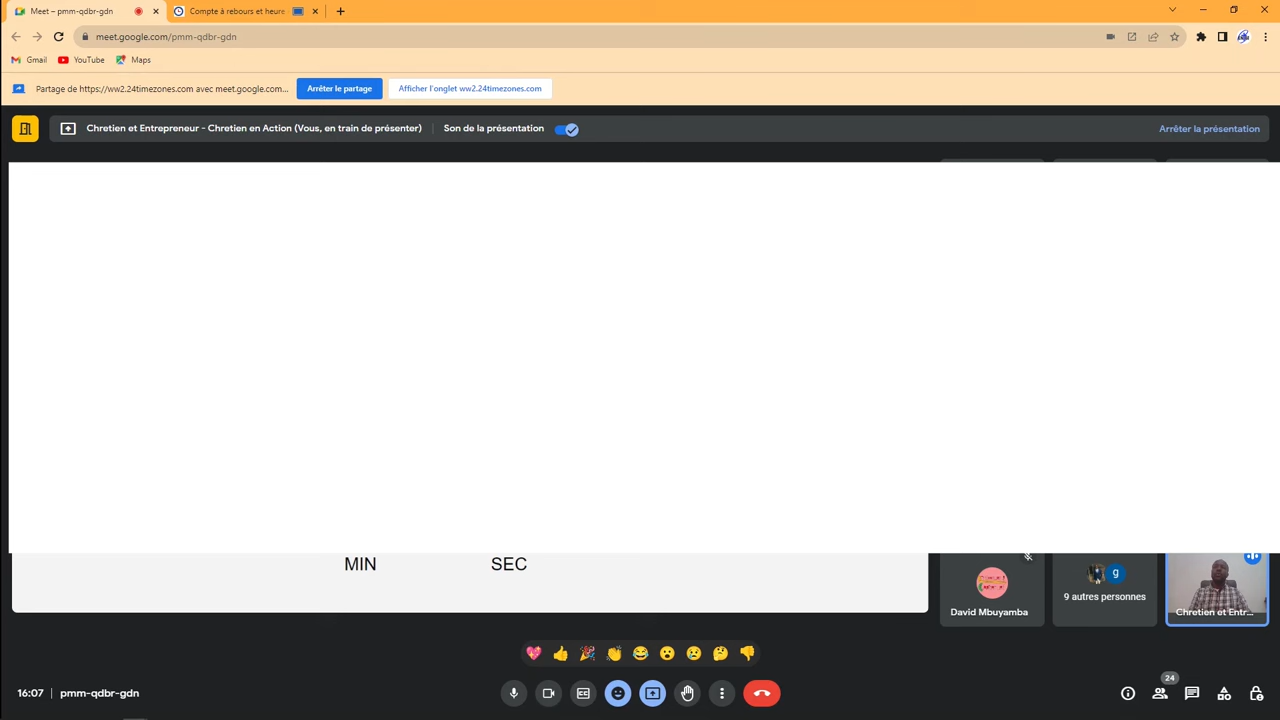 Meet – pmm-qdbr-gdn
Compte à rebours et heure
meet.google.com/pmm-qdbr-gdn
Gmail
YouTube
Maps
Partage de https://ww2.24timezones.com avec meet.google.com...
Arrêter le partage
Afficher l'onglet ww2.24timezones.com
Chretien et Entrepreneur - Chretien en Action (Vous, en train de présenter)
Son de la présentation
Arrêter la présentation
MIN
SEC
g
David Mbuyamba
9 autres personnes
Chretien et Entr...
24
16:07
pmm-qdbr-gdn